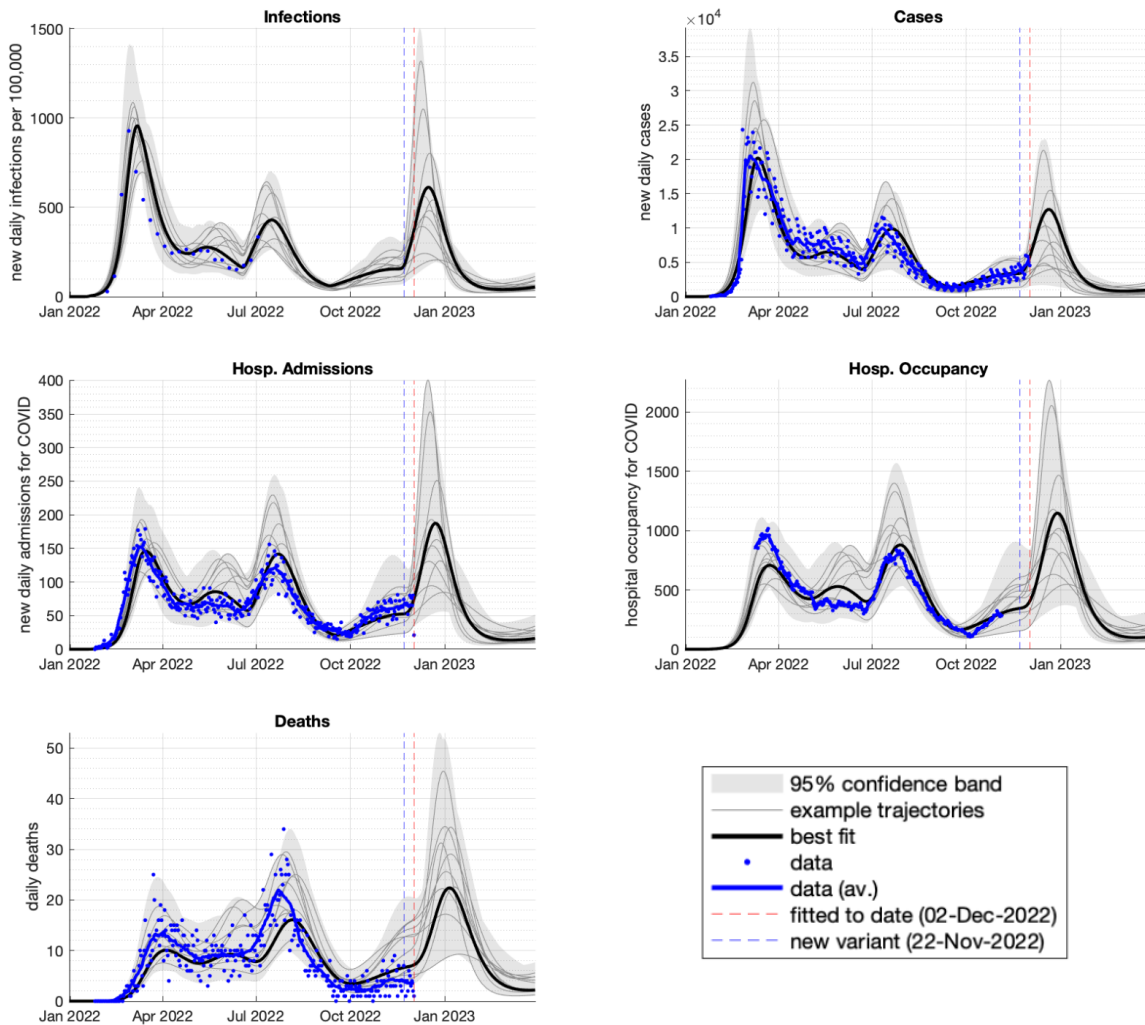 Infections
new daily infections per 100,000
1500
1000
500
0
Jan 2022 Apr 2022 Jul 2022 Oct 2022 Jan 2023
Cases
×10⁴
new daily cases
3.5
3
2.5
2
1.5
1
0.5
0
Jan 2022 Apr 2022 Jul 2022 Oct 2022 Jan 2023
Hosp. Admissions
new daily admissions for COVID
400
350
300
250
200
150
100
50
0
Jan 2022 Apr 2022 Jul 2022 Oct 2022 Jan 2023
Hosp. Occupancy
hospital occupancy for COVID
2000
1500
1000
500
0
Jan 2022 Apr 2022 Jul 2022 Oct 2022 Jan 2023
Deaths
daily deaths
50
40
30
20
10
0
Jan 2022 Apr 2022 Jul 2022 Oct 2022 Jan 2023
95% confidence band
example trajectories
best fit
data
data (av.)
fitted to date (02-Dec-2022)
new variant (22-Nov-2022)